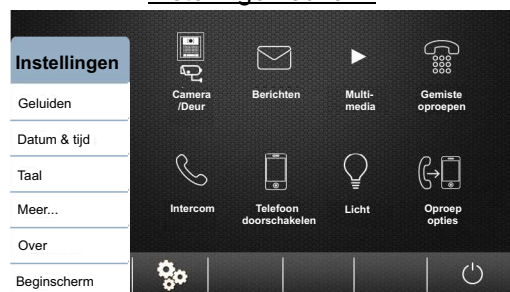 Instellingen
Geluiden
Datum & tijd
Taal
Meer...
Over
Beginscherm
Camera
/Deur
Berichten
Multi-
media
Gemiste
oproepen
Intercom
Telefoon
doorschakelen
Licht
Oproep
opties